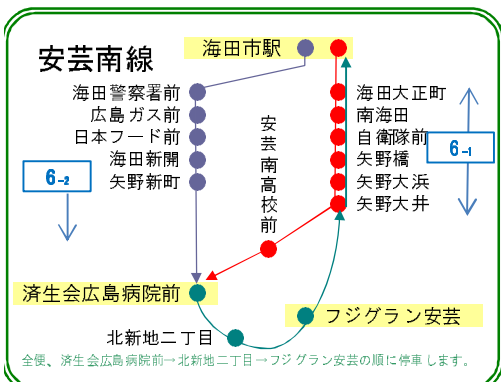 安芸南線
海田市駅
海田警察署前
広島ガス前
日本フード前
海田新開
矢野新町
安芸南高校前
海田大正町
南海田
自衛隊前
矢野橋
矢野大浜
矢野大井
6-2
6-1
済生会広島病院前
フジグラン安芸
北新地二丁目
全便、済生会広島病院前→北新地二丁目→フジグラン安芸の順に停車します。